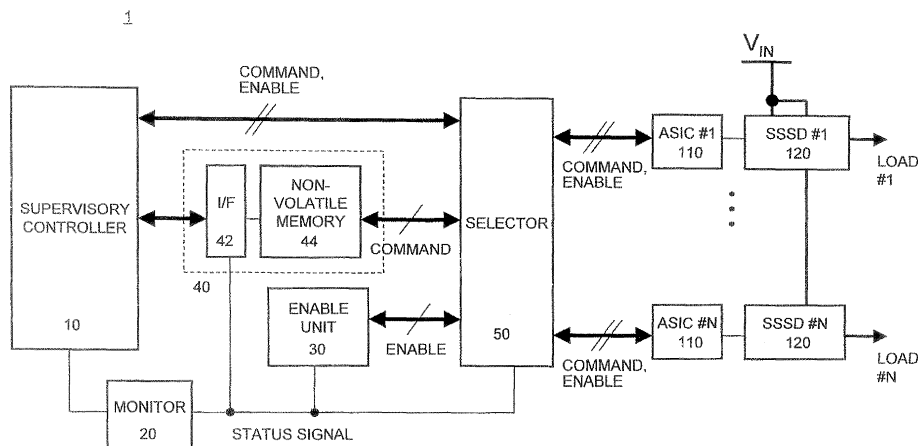 1
V_IN
COMMAND,
ENABLE
SUPERVISORY
CONTROLLER
10
I/F
42
NON-
VOLATILE
MEMORY
44
40
COMMAND
ENABLE
UNIT
30
ENABLE
SELECTOR
50
MONITOR
20
STATUS SIGNAL
COMMAND,
ENABLE
ASIC #1
110
SSSD #1
120
LOAD
#1
COMMAND,
ENABLE
ASIC #N
110
SSSD #N
120
LOAD
#N